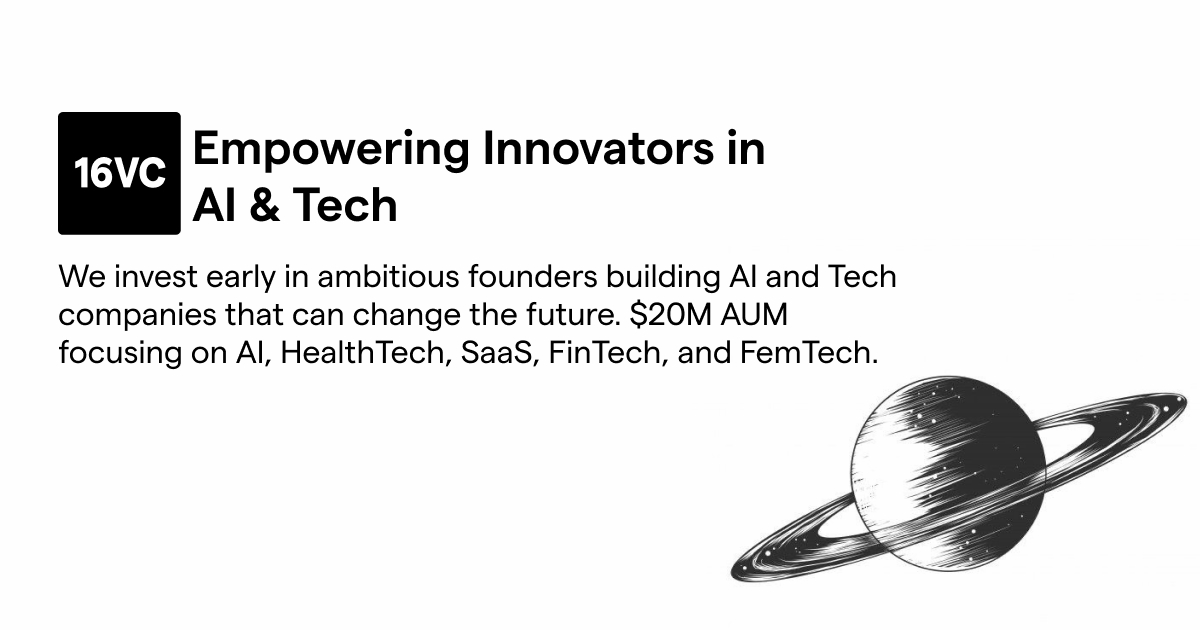 16VC
Empowering Innovators in
AI & Tech
We invest early in ambitious founders building AI and Tech
companies that can change the future. $20M AUM
focusing on AI, HealthTech, SaaS, FinTech, and FemTech.